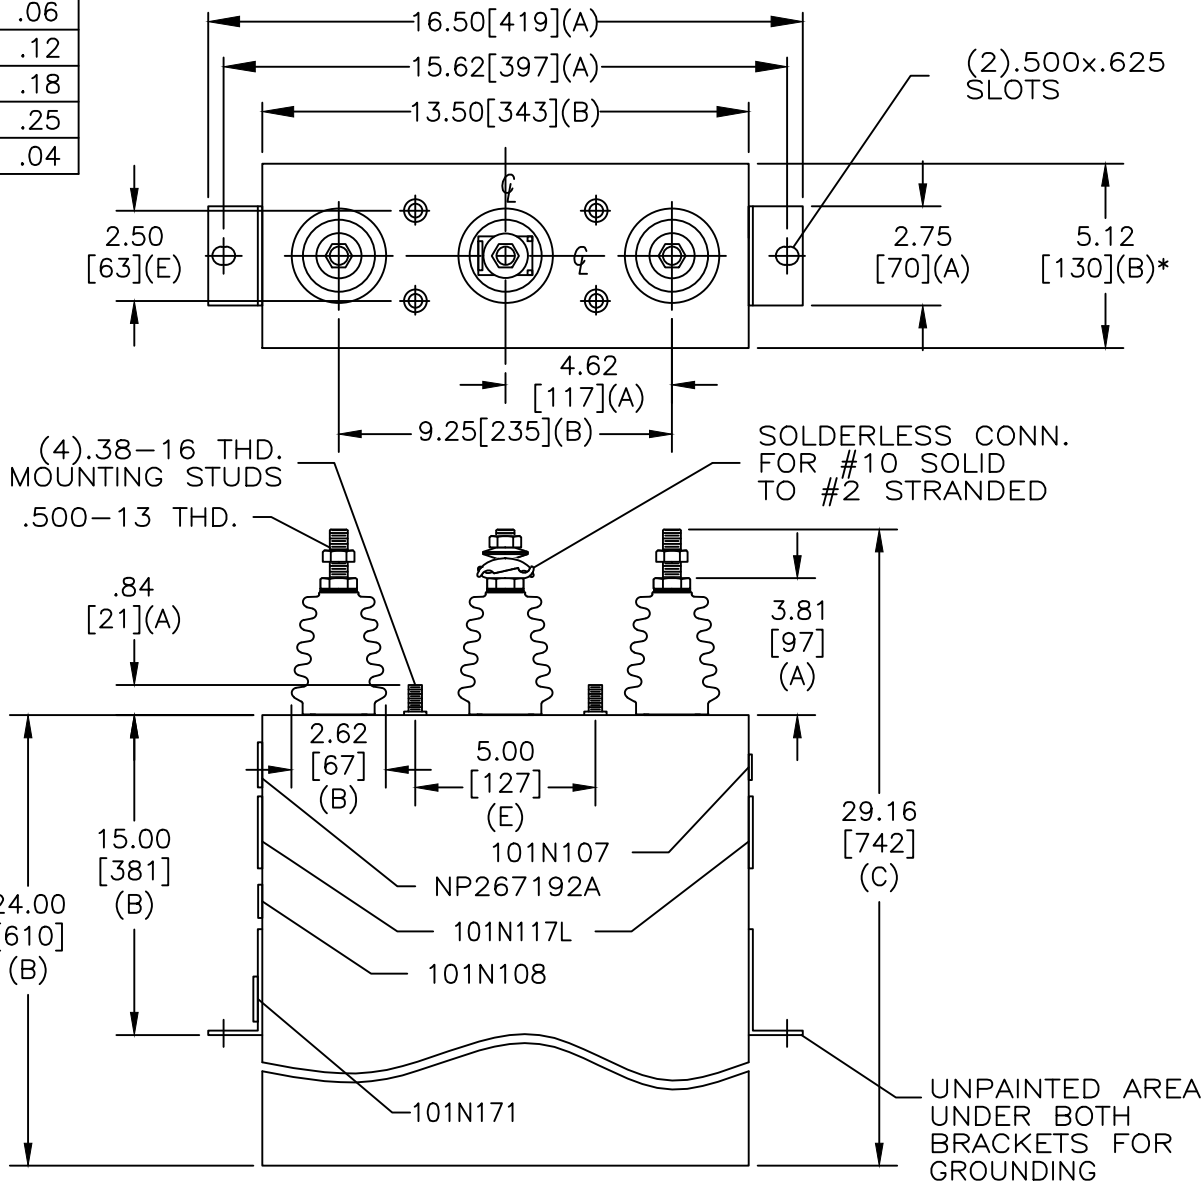 .06
.12
.18
.25
.04
16.50[419](A)
15.62[397](A)
13.50[343](B)
(2).500x.625
SLOTS
℄
℄
2.50
[63](E)
2.75
[70](A)
5.12
[130](B)*
4.62
[117](A)
9.25[235](B)
(4).38-16 THD.
MOUNTING STUDS
.500-13 THD.
SOLDERLESS CONN.
FOR #10 SOLID
TO #2 STRANDED
.84
[21](A)
3.81
[97]
(A)
2.62
[67]
(B)
5.00
[127]
(E)
15.00
[381]
(B)
24.00
[610]
(B)
29.16
[742]
(C)
101N107
NP267192A
101N117L
101N108
101N171
UNPAINTED AREA
UNDER BOTH
BRACKETS FOR
GROUNDING